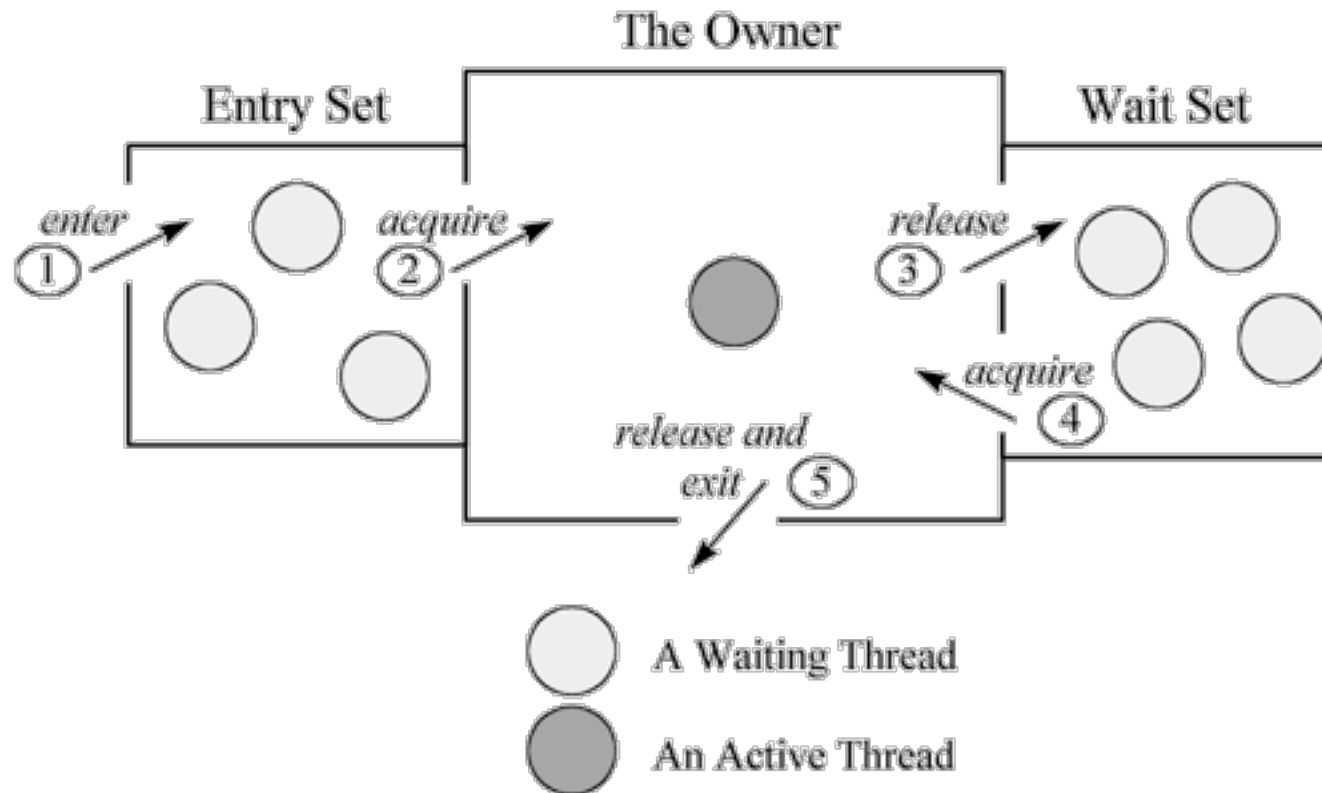 The Owner
Entry Set
Wait Set
enter
1
acquire
2
release
3
acquire
4
release and
exit
5
A Waiting Thread
An Active Thread